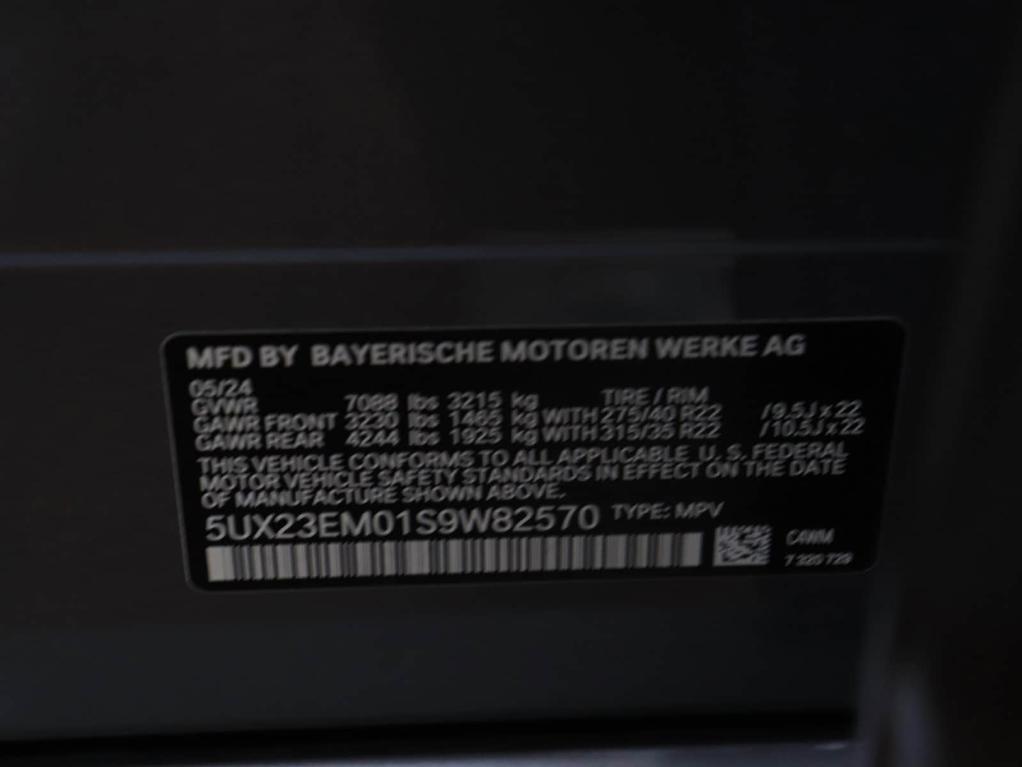 MFD BY BAYERISCHE MOTOREN WERKE AG
05/24
GVWR 7088 lbs 3215 kg TIRE / RIM
GAWR FRONT 3230 lbs 1465 kg WITH 275/40 R22 /9.5J x 22
GAWR REAR 4244 lbs 1925 kg WITH 315/35 R22 /10.5J x 22
THIS VEHICLE CONFORMS TO ALL APPLICABLE U. S. FEDERAL
MOTOR VEHICLE SAFETY STANDARDS IN EFFECT ON THE DATE
OF MANUFACTURE SHOWN ABOVE.
5UX23EM01S9W82570 TYPE: MPV
C4WM
7 320 729